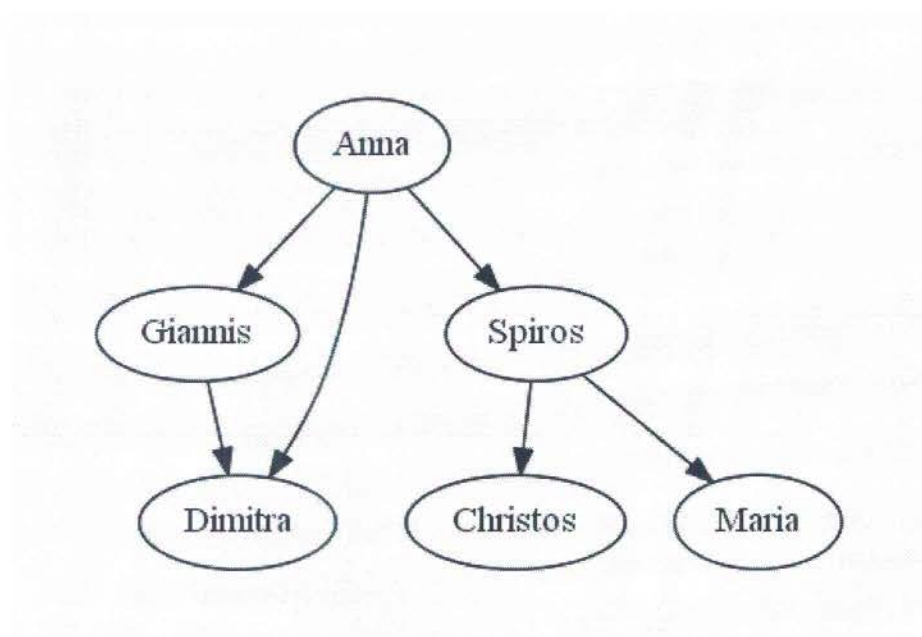 Anna
Giannis
Spiros
Dimitra
Christos
Maria